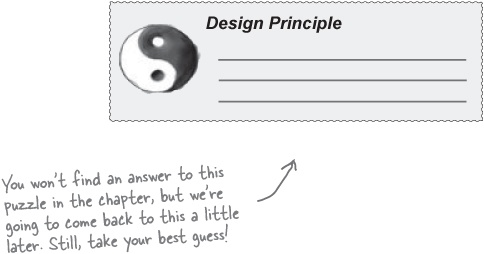 Design Principle
You won't find an answer to this
puzzle in the chapter, but we're
going to come back to this a little
later. Still, take your best guess!